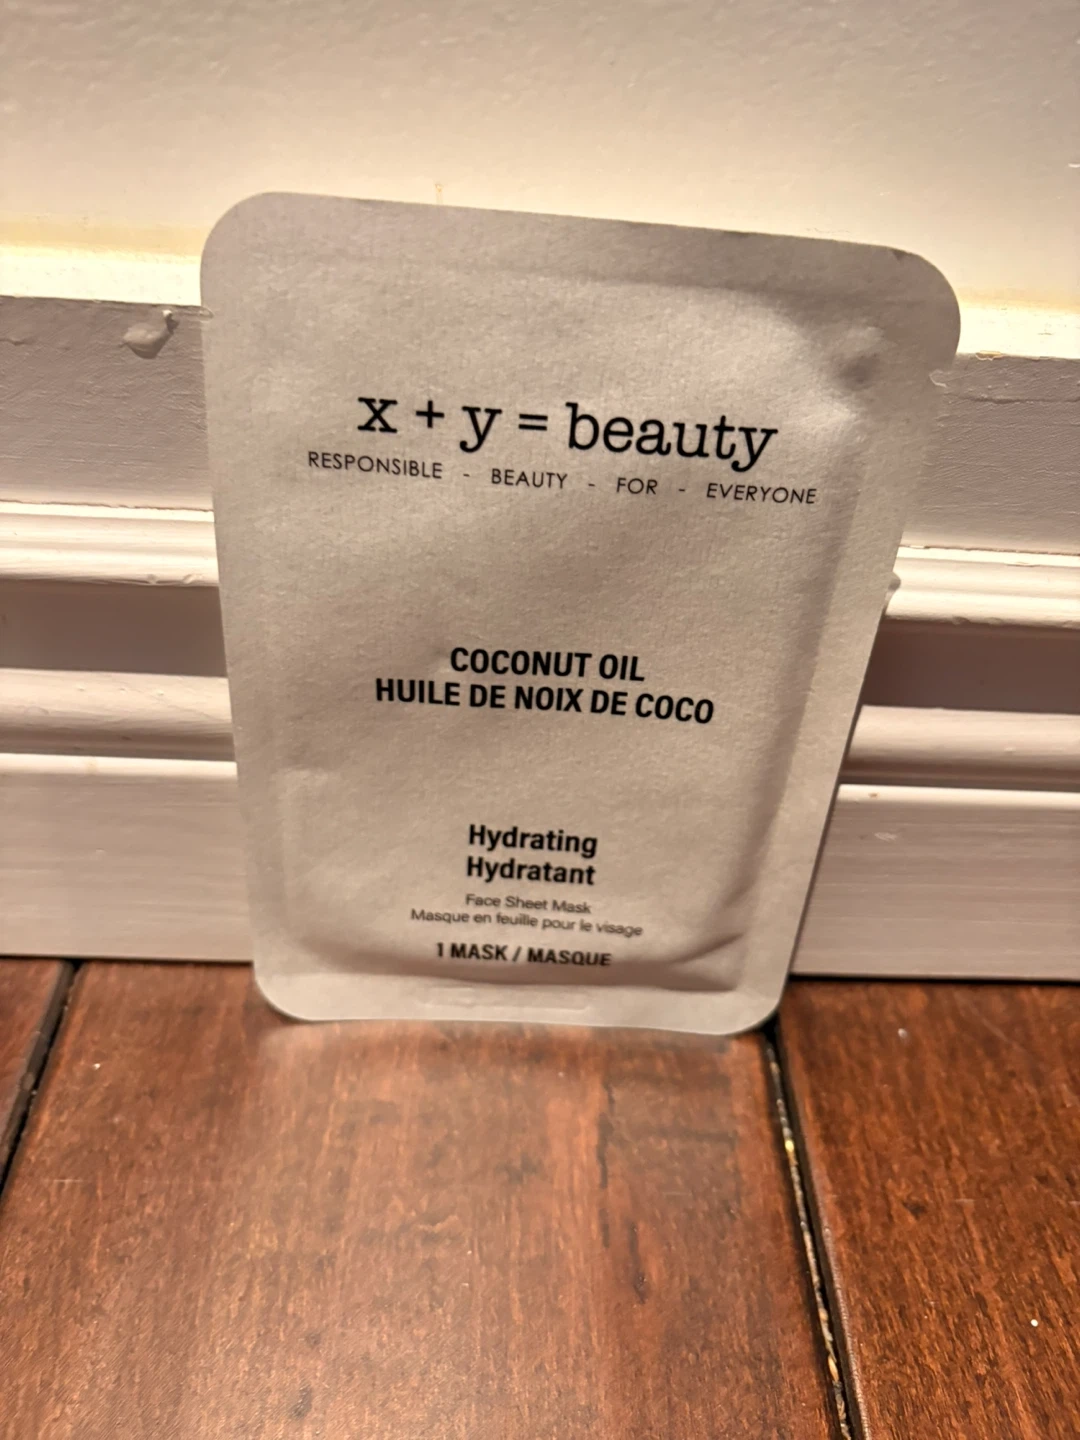 x + y = beauty
RESPONSIBLE - BEAUTY - FOR - EVERYONE
COCONUT OIL
HUILE DE NOIX DE COCO
Hydrating
Hydratant
Face Sheet Mask
Masque en feuille pour le visage
1 MASK / MASQUE